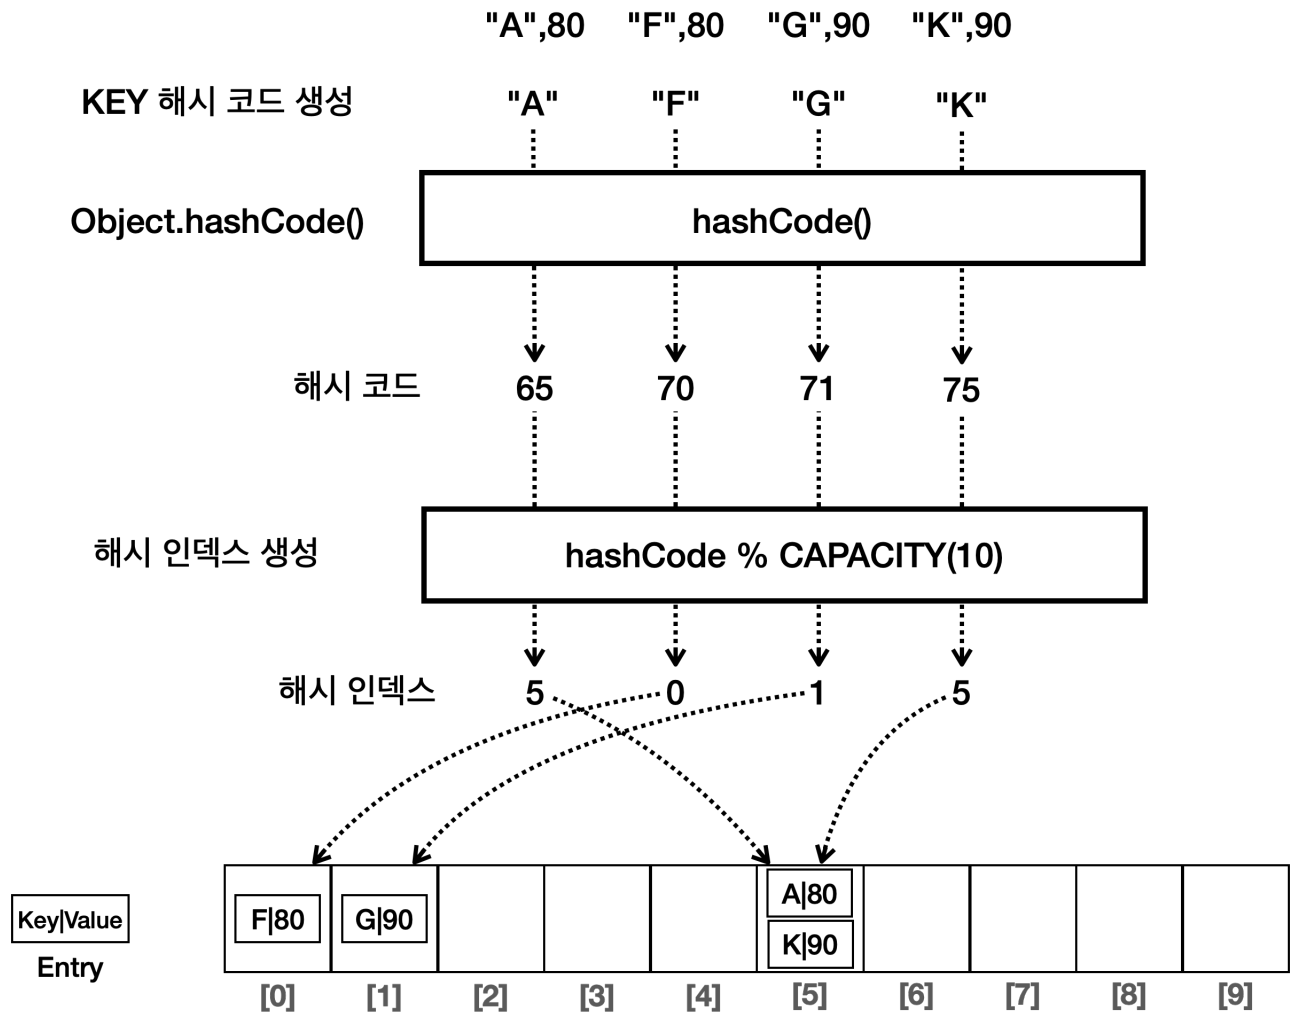 "A",80 "F",80 "G",90 "K",90
KEY 해시 코드 생성 "A" "F" "G" "K"
Object.hashCode() hashCode()
해시 코드 65 70 71 75
해시 인덱스 생성 hashCode % CAPACITY(10)
해시 인덱스 5 0 1 5
A|80
Key|Value F|80 G|90
K|90
Entry
[0] [1] [2] [3] [4] [5] [6] [7] [8] [9]